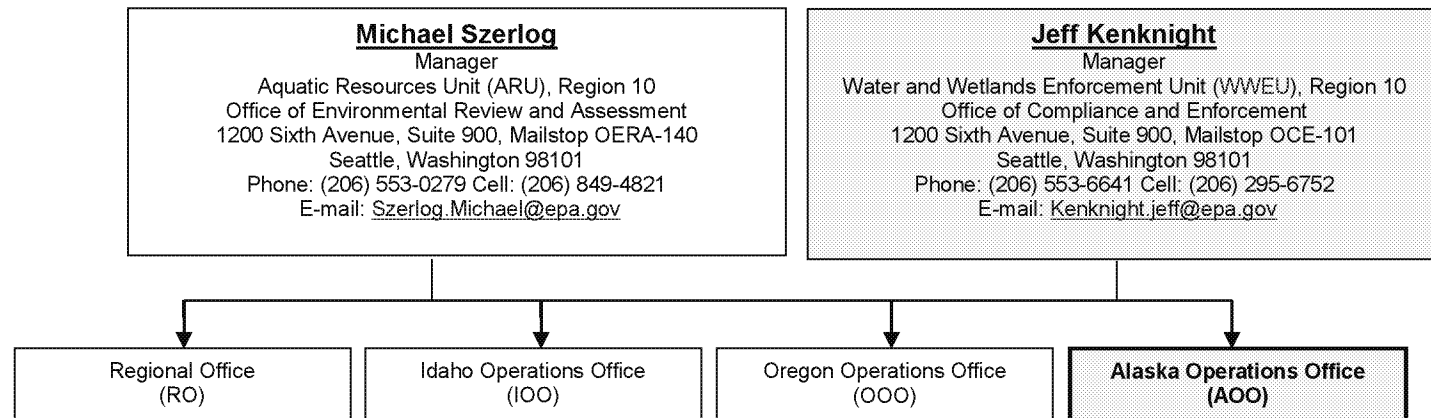 Michael Szerlog
Manager
Aquatic Resources Unit (ARU), Region 10
Office of Environmental Review and Assessment
1200 Sixth Avenue, Suite 900, Mailstop OERA-140
Seattle, Washington 98101
Phone: (206) 553-0279 Cell: (206) 849-4821
E-mail: Szerlog.Michael@epa.gov
Jeff Kenknight
Manager
Water and Wetlands Enforcement Unit (WWEU), Region 10
Office of Compliance and Enforcement
1200 Sixth Avenue, Suite 900, Mailstop OCE-101
Seattle, Washington 98101
Phone: (206) 553-6641 Cell: (206) 295-6752
E-mail: Kenknight.jeff@epa.gov
Regional Office
(RO)
Idaho Operations Office
(IOO)
Oregon Operations Office
(OOO)
Alaska Operations Office
(AOO)